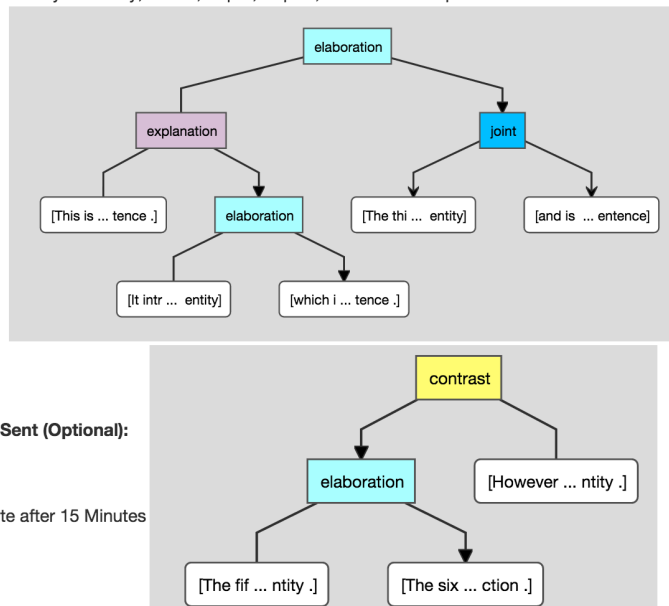 elaboration
explanation
joint
[This is ... tence .]
elaboration
[The thi ... entity]
[and is ... entence]
[It intr ... entity]
[which i ... tence .]
contrast
Sent (Optional):
elaboration
[However ... ntity .]
te after 15 Minutes
[The fif ... ntity .]
[The six ... ction .]